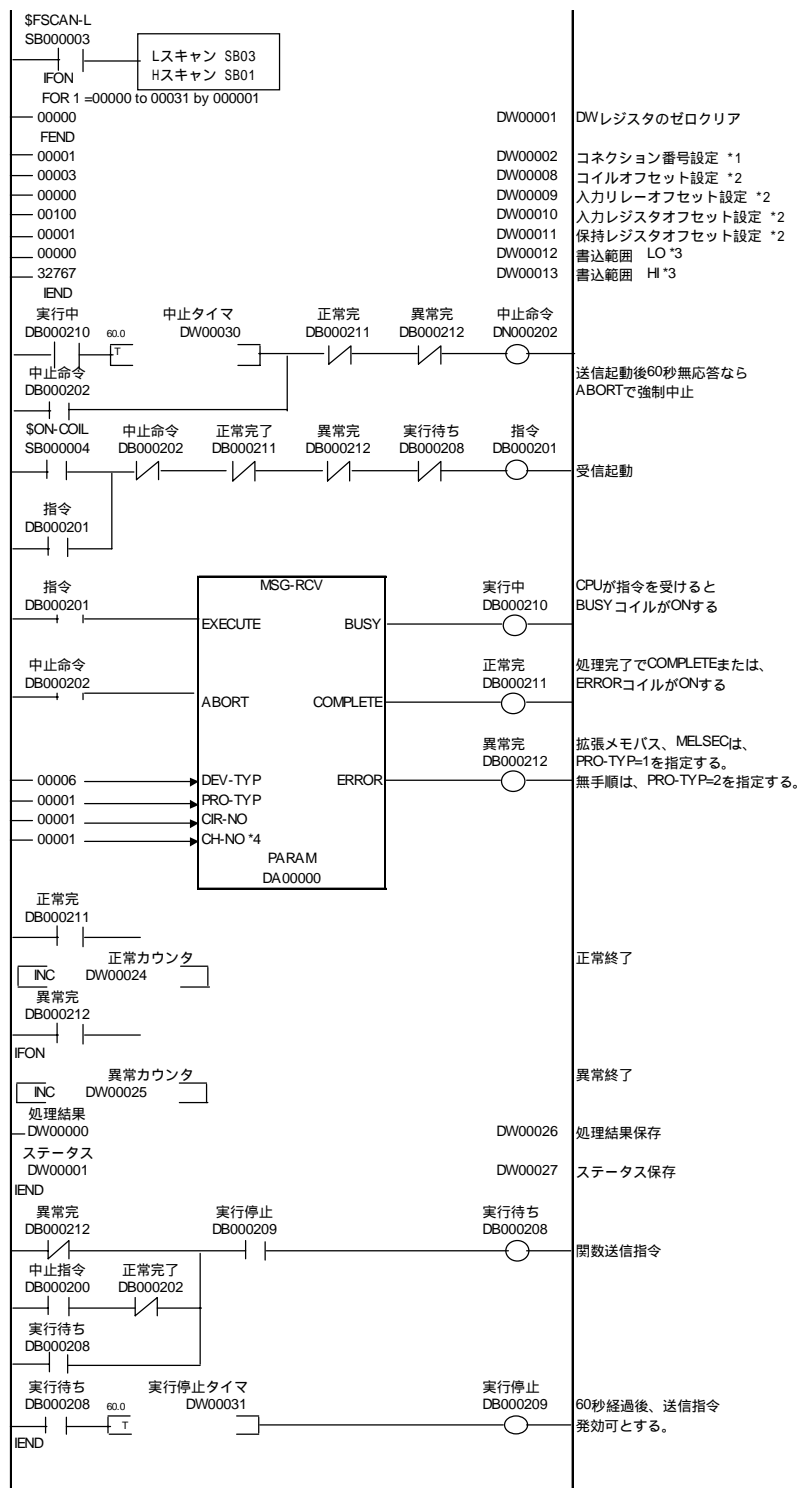 $FSCAN-L
SB000003
Lスキャン SB03
Hスキャン SB01
IFON
FOR 1 =00000 to 00031 by 000001
00000 DW00001 DWレジスタのゼロクリア
FEND
00001 DW00002 コネクション番号設定 *1
00003 DW00008 コイルオフセット設定 *2
00000 DW00009 入力リレーオフセット設定 *2
00100 DW00010 入力レジスタオフセット設定 *2
00001 DW00011 保持レジスタオフセット設定 *2
00000 DW00012 書込範囲 LO *3
32767 DW00013 書込範囲 HI *3
IEND
実行中 中止タイマ 正常完 異常完 中止命令
DB000210 60.0 DW00030 DB000211 DB000212 DN000202
T
中止命令 送信起動後60秒無応答なら
DB000202 ABORTで強制中止
$ON-COIL 中止命令 正常完了 異常完 実行待ち 指令
SB000004 DB000202 DB000211 DB000212 DB000208 DB000201
受信起動
指令
DB000201
指令 MSG-RCV 実行中 CPUが指令を受けると
DB000201 DB000210 BUSYコイルがONする
EXECUTE BUSY
中止命令 正常完 処理完了でCOMPLETEまたは、
DB000202 DB000211 ERRORコイルがONする
ABORT COMPLETE
異常完 拡張メモバス、MELSECは、
DB000212 PRO-TYP=1を指定する。
00006 DEV-TYP ERROR 無手順は、PRO-TYP=2を指定する。
00001 PRO-TYP
00001 CIR-NO
00001 CH-NO *4
PARAM
DA00000
正常完
DB000211
正常カウンタ 正常終了
INC DW00024
異常完
DB000212
IFON
異常カウンタ 異常終了
INC DW00025
処理結果
DW00000 DW00026 処理結果保存
ステータス
DW00001 DW00027 ステータス保存
IEND
異常完 実行停止 実行待ち
DB000212 DB000209 DB000208
関数送信指令
中止指令 正常完了
DB000200 DB000202
実行待ち
DB000208
実行待ち 実行停止タイマ 実行停止
DB000208 60.0 DW00031 DB000209 60秒経過後、送信指令
T 発効可とする。
IEND